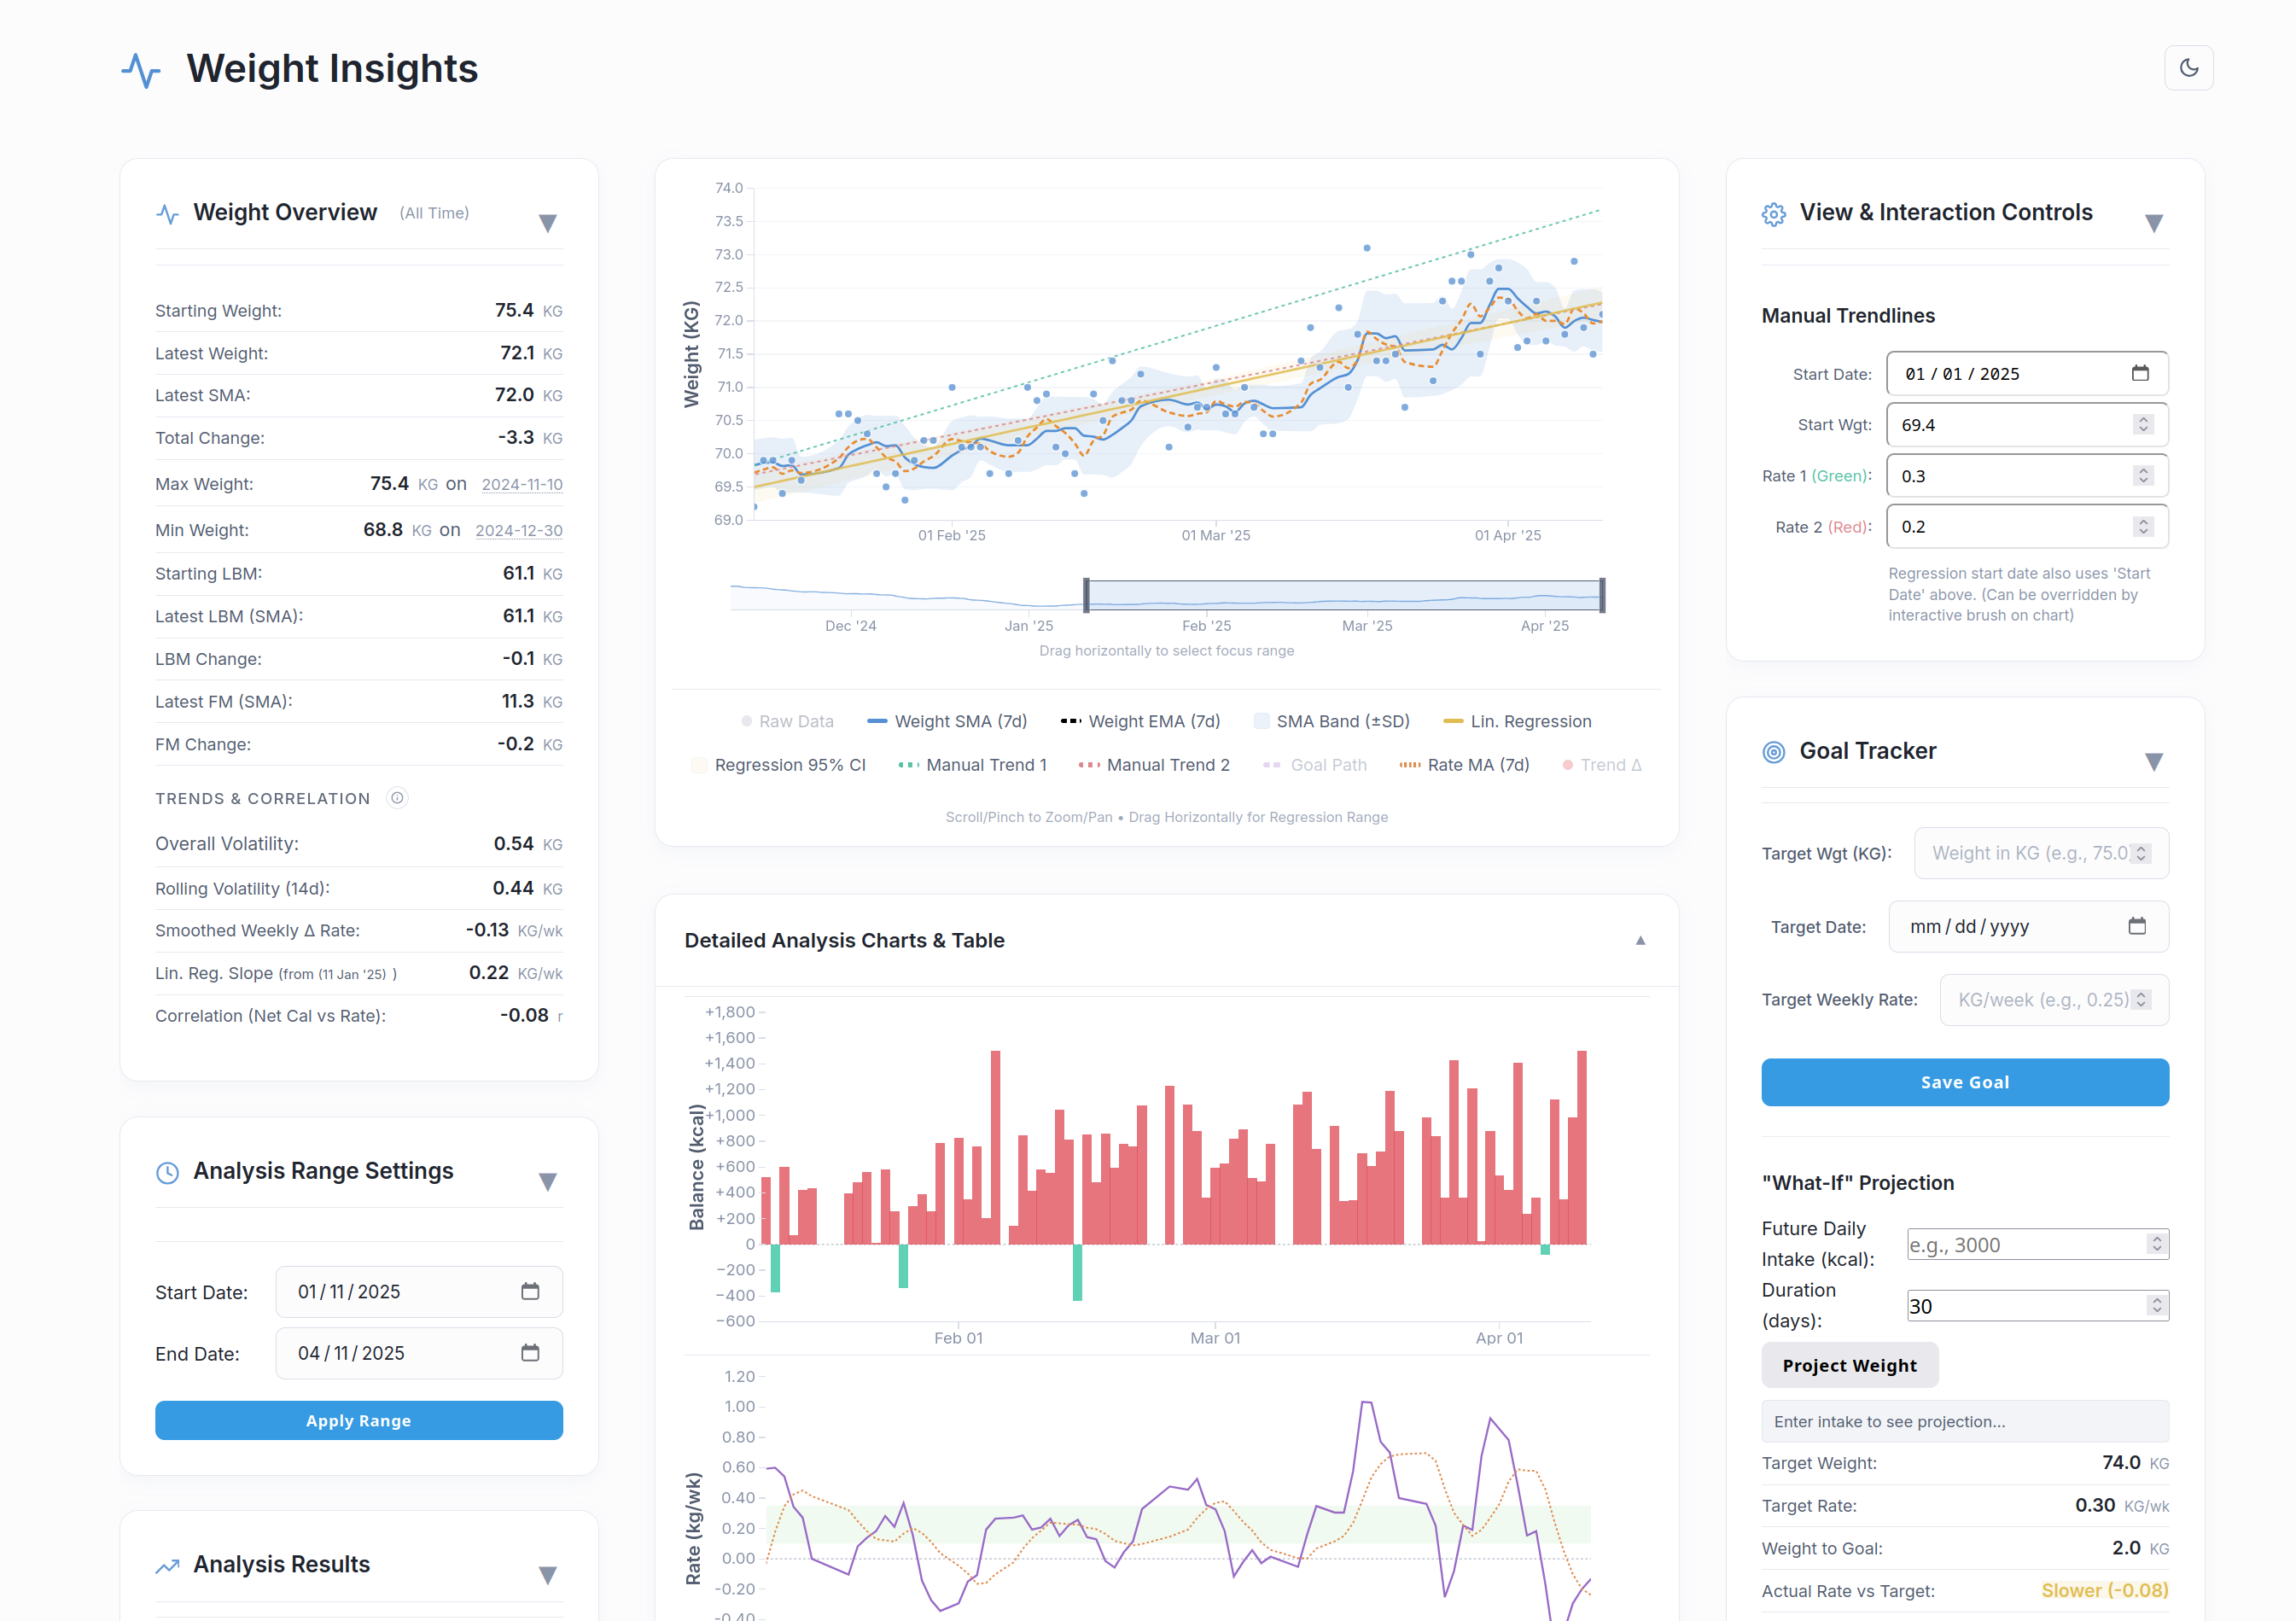 Weight Insights
Weight Overview (All Time) ▼
Starting Weight: 75.4 KG
Latest Weight: 72.1 KG
Latest SMA: 72.0 KG
Total Change: -3.3 KG
Max Weight: 75.4 KG on 2024-11-10
Min Weight: 68.8 KG on 2024-12-30
Starting LBM: 61.1 KG
Latest LBM (SMA): 61.1 KG
LBM Change: -0.1 KG
Latest FM (SMA): 11.3 KG
FM Change: -0.2 KG
TRENDS & CORRELATION
Overall Volatility: 0.54 KG
Rolling Volatility (14d): 0.44 KG
Smoothed Weekly Δ Rate: -0.13 KG/wk
Lin. Reg. Slope (from (11 Jan '25) ) 0.22 KG/wk
Correlation (Net Cal vs Rate): -0.08 r
Analysis Range Settings ▼
Start Date: 01/11/2025
End Date: 04/11/2025
Apply Range
Analysis Results ▼
Weight (KG)
74.0
73.5
73.0
72.5
72.0
71.5
71.0
70.5
70.0
69.5
69.0
01 Feb '25 01 Mar '25 01 Apr '25
Dec '24 Jan '25 Feb '25 Mar '25 Apr '25
Drag horizontally to select focus range
Raw Data Weight SMA (7d) Weight EMA (7d) SMA Band (±SD) Lin. Regression
Regression 95% CI Manual Trend 1 Manual Trend 2 Goal Path Rate MA (7d) Trend Δ
Scroll/Pinch to Zoom/Pan • Drag Horizontally for Regression Range
Detailed Analysis Charts & Table ▲
Balance (kcal)
+1,800
+1,600
+1,400
+1,200
+1,000
+800
+600
+400
+200
0
−200
−400
−600
Feb 01 Mar 01 Apr 01
Rate (kg/wk)
1.20
1.00
0.80
0.60
0.40
0.20
0.00
-0.20
-0.40
View & Interaction Controls ▼
Manual Trendlines
Start Date: 01/01/2025
Start Wgt: 69.4
Rate 1 (Green): 0.3
Rate 2 (Red): 0.2
Regression start date also uses 'Start
Date' above. (Can be overridden by
interactive brush on chart)
Goal Tracker ▼
Target Wgt (KG): Weight in KG (e.g., 75.0)
Target Date: mm/dd/yyyy
Target Weekly Rate: KG/week (e.g., 0.25)
Save Goal
"What-If" Projection
Future Daily
Intake (kcal): e.g., 3000
Duration
(days): 30
Project Weight
Enter intake to see projection...
Target Weight: 74.0 KG
Target Rate: 0.30 KG/wk
Weight to Goal: 2.0 KG
Actual Rate vs Target: Slower (-0.08)